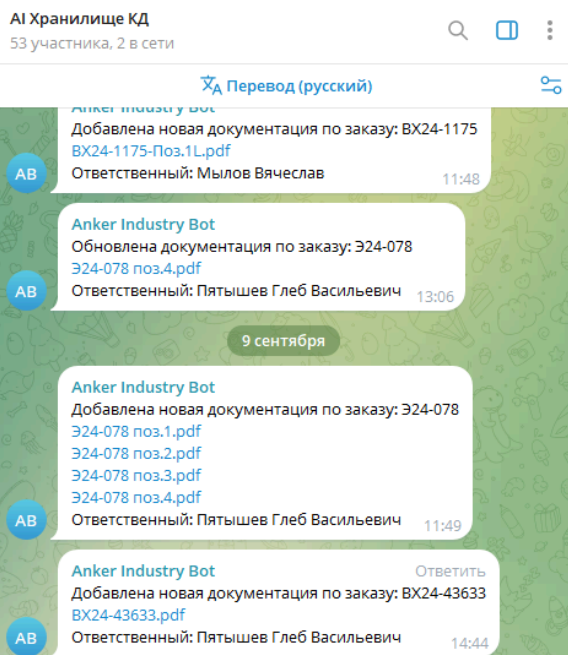 AI Хранилище КД
53 участника, 2 в сети
Перевод (русский)
Anker Industry Bot
Добавлена новая документация по заказу: ВХ24-1175
ВХ24-1175-Поз.1L.pdf
Ответственный: Мылов Вячеслав
AB
11:48
Anker Industry Bot
Обновлена документация по заказу: Э24-078
Э24-078 поз.4.pdf
Ответственный: Пятышев Глеб Васильевич
AB
13:06
9 сентября
Anker Industry Bot
Добавлена новая документация по заказу: Э24-078
Э24-078 поз.1.pdf
Э24-078 поз.2.pdf
Э24-078 поз.3.pdf
Э24-078 поз.4.pdf
Ответственный: Пятышев Глеб Васильевич
AB
11:49
Anker Industry Bot Ответить
Добавлена новая документация по заказу: ВХ24-43633
ВХ24-43633.pdf
Ответственный: Пятышев Глеб Васильевич
AB
14:44